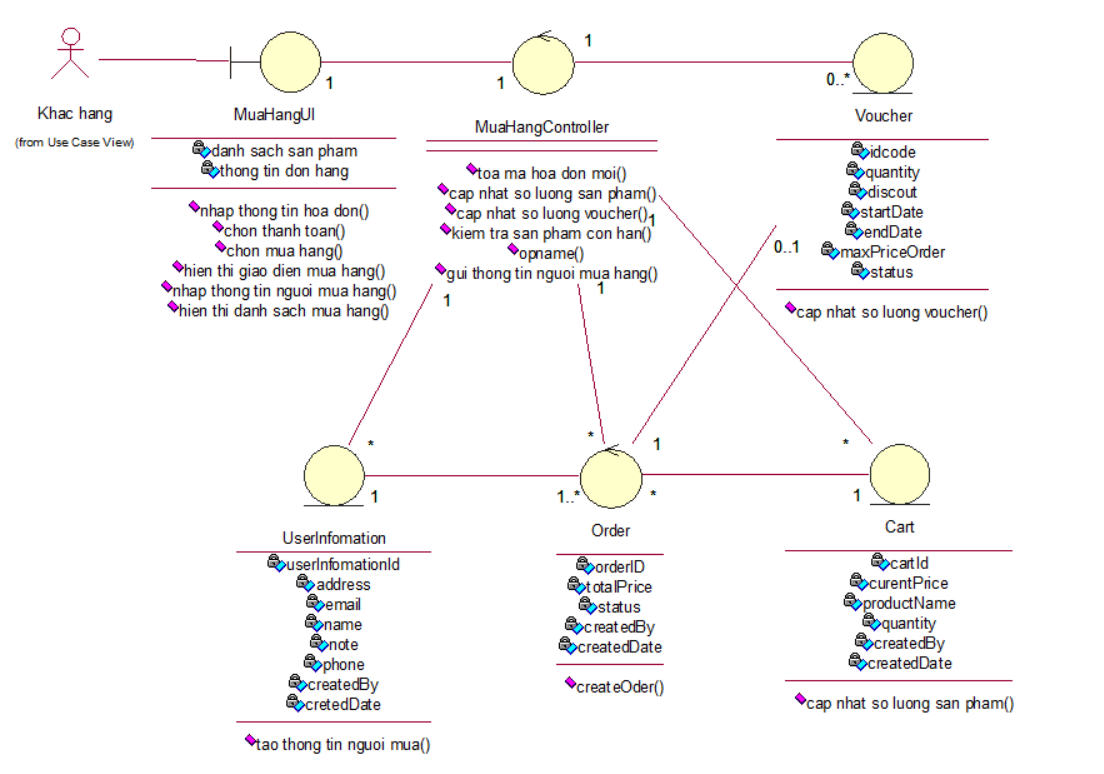 Khac hang
(from Use Case View)
1
MuaHangUI
danh sach san pham
thong tin don hang
nhap thong tin hoa don()
chon thanh toan()
chon mua hang()
hien thi giao dien mua hang()
nhap thong tin nguoi mua hang()
hien thi danh sach mua hang()
1
1
MuaHangController
toa ma hoa don moi()
cap nhat so luong san pham()
cap nhat so luong voucher()
kiem tra san pham con han()
opname()
gui thong tin nguoi mua hang()
1
1
1
0..*
Voucher
idcode
quantity
discout
startDate
endDate
maxPriceOrder
status
cap nhat so luong voucher()
0..1
*
1
UserInfomation
userInfomationId
address
email
name
note
phone
createdBy
cretedDate
tao thong tin nguoi mua()
*
1
1..*
*
Order
orderID
totalPrice
status
createdBy
createdDate
createOder()
*
1
Cart
cartId
curentPrice
productName
quantity
createdBy
createdDate
cap nhat so luong san pham()